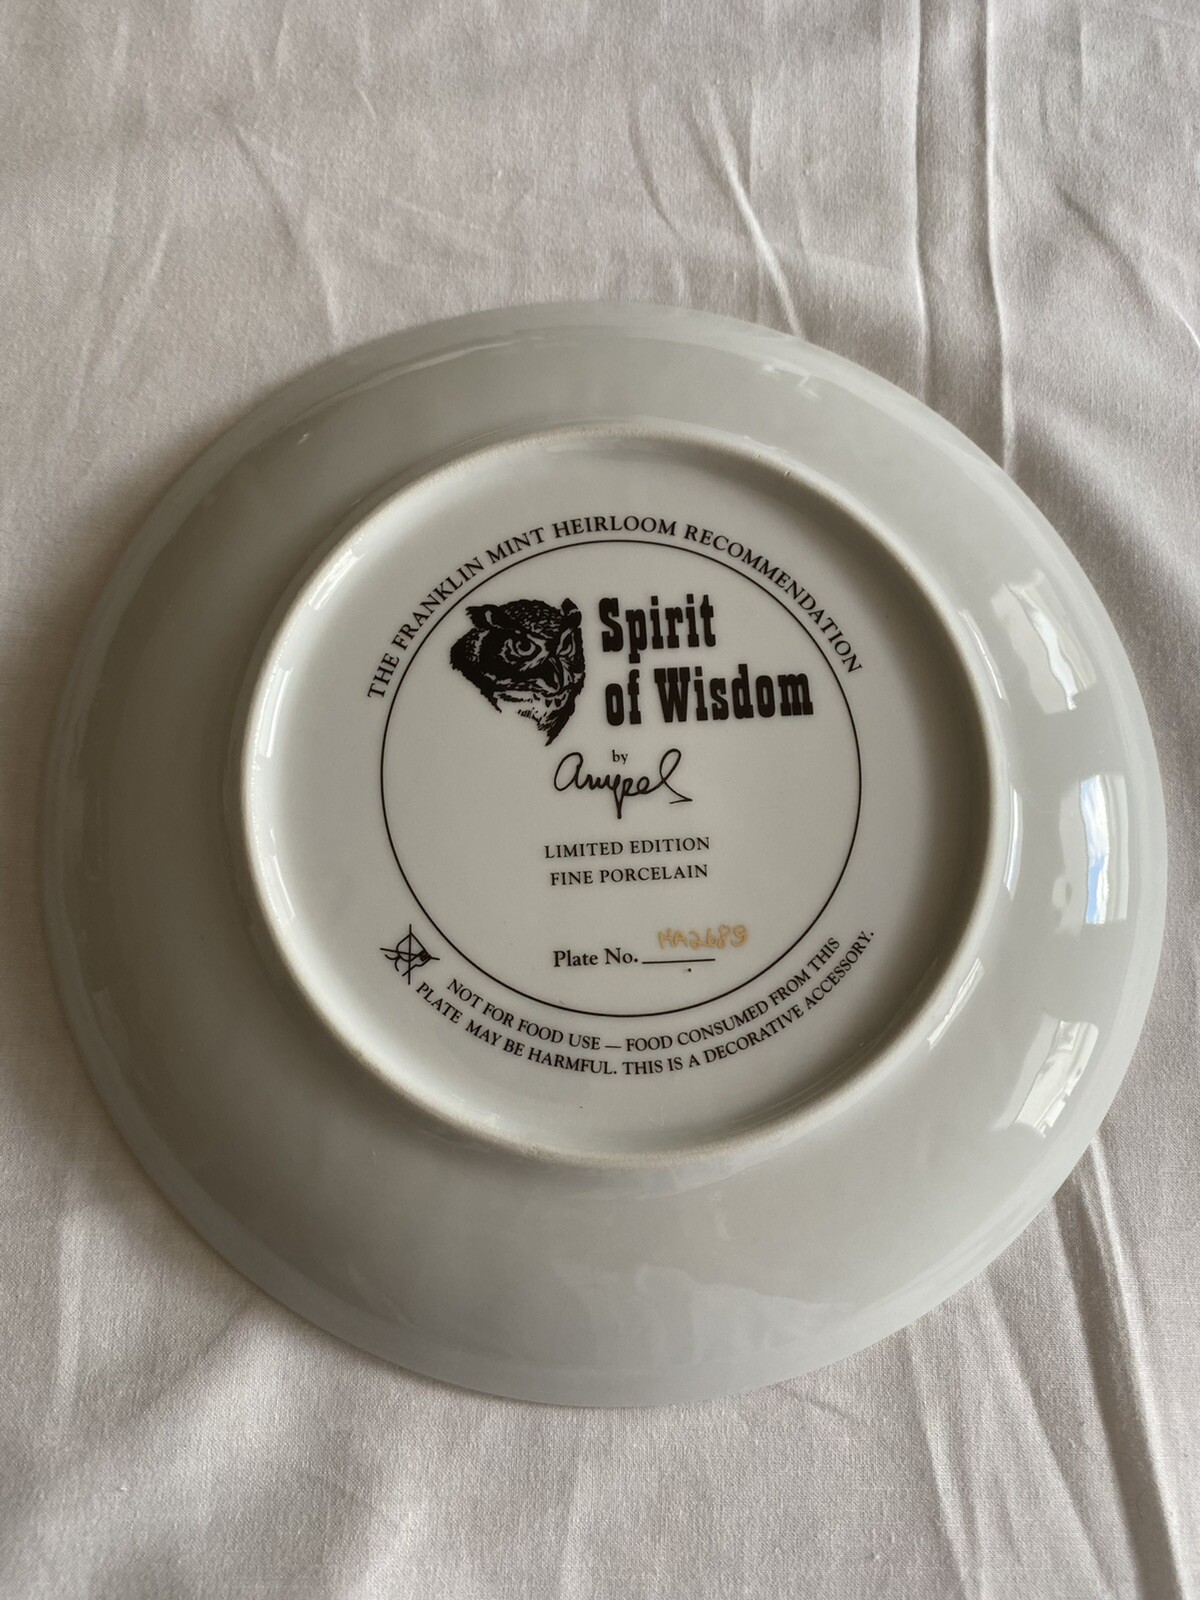 THE FRANKLIN MINT HEIRLOOM RECOMMENDATION
Spirit
of Wisdom
by
LIMITED EDITION
FINE PORCELAIN
Plate No. HA2689
NOT FOR FOOD USE — FOOD CONSUMED FROM THIS
PLATE MAY BE HARMFUL. THIS IS A DECORATIVE ACCESSORY.